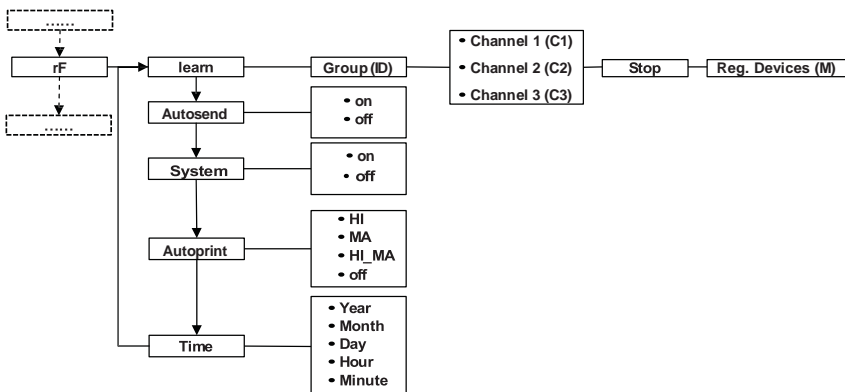 ......
rF
......
learn
Group (ID)
• Channel 1 (C1)
• Channel 2 (C2)
• Channel 3 (C3)
Stop
Reg. Devices (M)
Autosend
• on
• off
System
• on
• off
Autoprint
• HI
• MA
• HI_MA
• off
Time
• Year
• Month
• Day
• Hour
• Minute